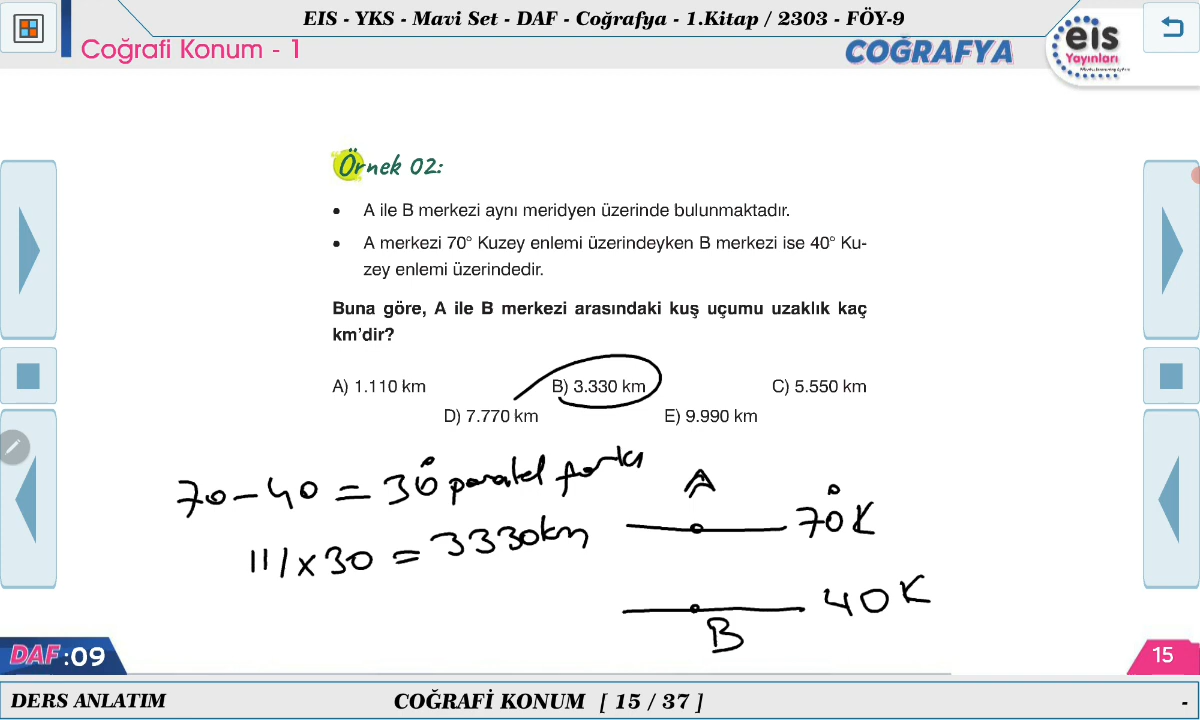 EIS - YKS - Mavi Set - DAF - Coğrafya - 1.Kitap / 2303 - FÖY-9
Coğrafi Konum - 1
COĞRAFYA
eis
Yayınları
Örnek 02:
• A ile B merkezi aynı meridyen üzerinde bulunmaktadır.
• A merkezi 70° Kuzey enlemi üzerindeyken B merkezi ise 40° Ku-
zey enlemi üzerindedir.
Buna göre, A ile B merkezi arasındaki kuş uçumu uzaklık kaç
km'dir?
A) 1.110 km B) 3.330 km C) 5.550 km
D) 7.770 km E) 9.990 km
70-40 = 30° paralel farkı
111x30 = 3330km
A
70°K
40K
B
DAF:09
15
DERS ANLATIM
COĞRAFİ KONUM [ 15 / 37 ]
-